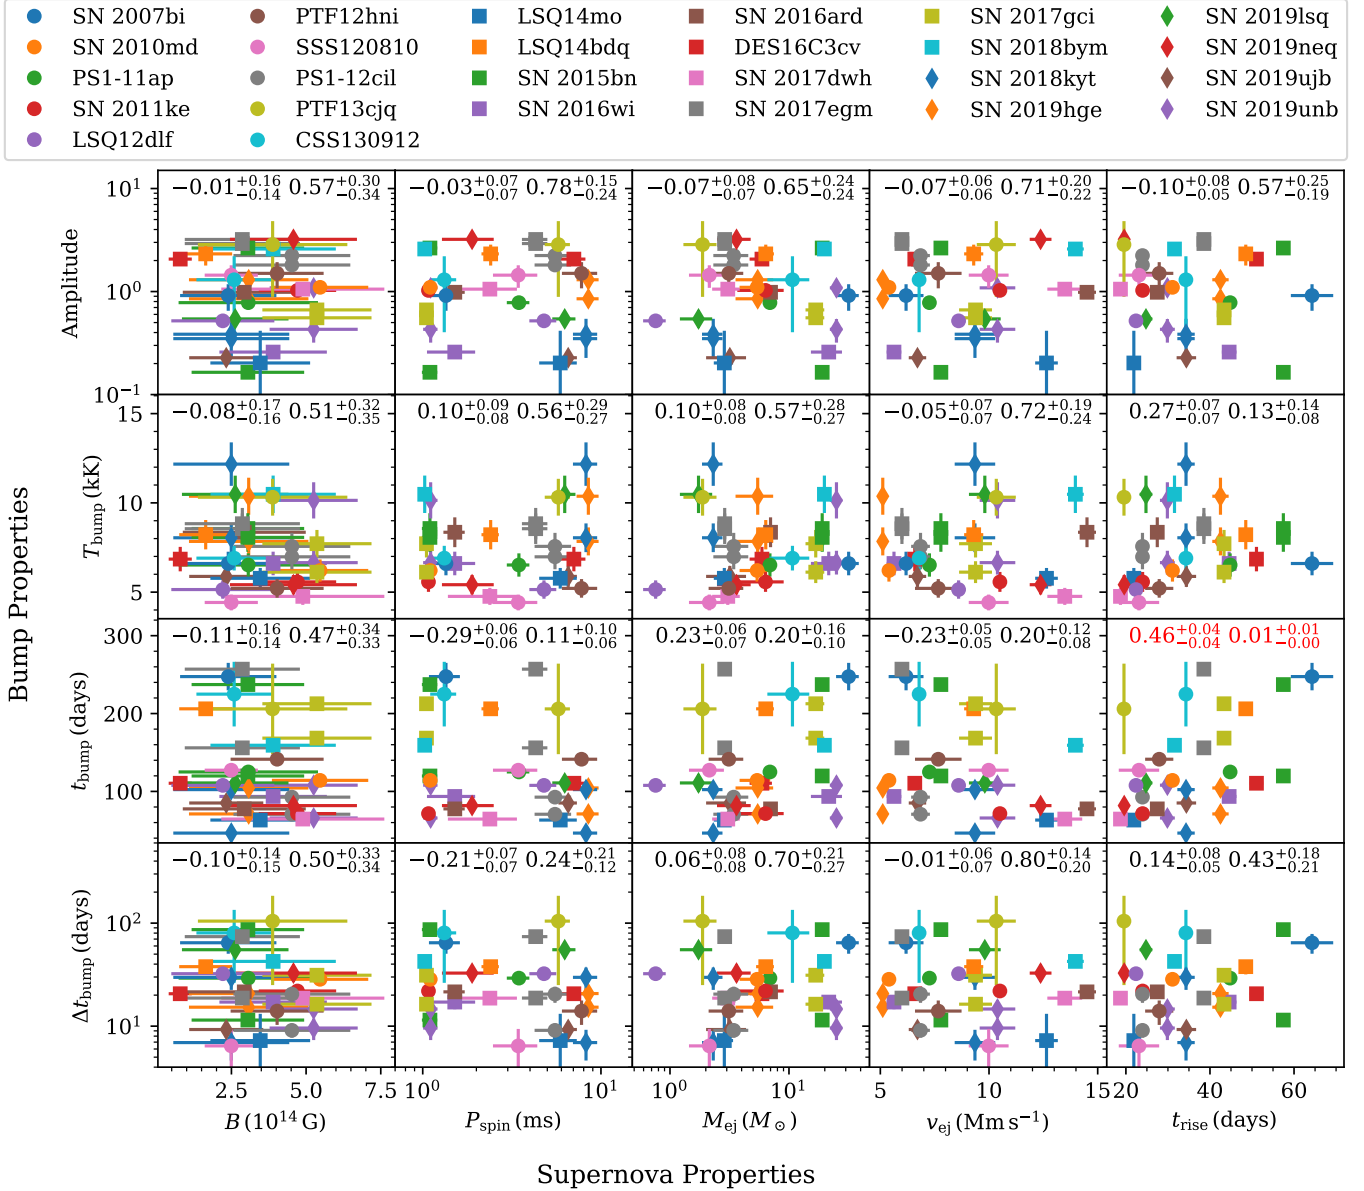 SN 2007bi PTF12hni LSQ14mo SN 2016ard SN 2017gci SN 2019lsq
SN 2010md SSS120810 LSQ14bdq DES16C3cv SN 2018bym SN 2019neq
PS1-11ap PS1-12cil SN 2015bn SN 2017dwh SN 2018kyt SN 2019ujb
SN 2011ke PTF13cjq SN 2016wi SN 2017egm SN 2019hge SN 2019unb
LSQ12dlf CSS130912
−0.01 +0.16 −0.14 0.57 +0.30 −0.34 −0.03 +0.07 −0.07 0.78 +0.15 −0.24 −0.07 +0.08 −0.07 0.65 +0.24 −0.24 −0.07 +0.06 −0.06 0.71 +0.20 −0.22 −0.10 +0.08 −0.05 0.57 +0.25 −0.19
Amplitude
10¹
10⁰
10⁻¹
−0.08 +0.17 −0.16 0.51 +0.32 −0.35 0.10 +0.09 −0.08 0.56 +0.29 −0.27 0.10 +0.08 −0.08 0.57 +0.28 −0.27 −0.05 +0.07 −0.07 0.72 +0.19 −0.24 0.27 +0.07 −0.07 0.13 +0.14 −0.08
T_bump (kK)
15
10
5
−0.11 +0.16 −0.14 0.47 +0.34 −0.33 −0.29 +0.06 −0.06 0.11 +0.10 −0.06 0.23 +0.06 −0.07 0.20 +0.16 −0.10 −0.23 +0.05 −0.05 0.20 +0.12 −0.08 0.46 +0.04 −0.04 0.01 +0.01 −0.00
t_bump (days)
300
200
100
−0.10 +0.14 −0.15 0.50 +0.33 −0.34 −0.21 +0.07 −0.07 0.24 +0.21 −0.12 0.06 +0.08 −0.08 0.70 +0.21 −0.27 −0.01 +0.06 −0.07 0.80 +0.14 −0.20 0.14 +0.08 −0.05 0.43 +0.18 −0.21
Δt_bump (days)
10²
10¹
Bump Properties
2.5 5.0 7.5 10⁰ 10¹ 10⁰ 10¹ 5 10 15 20 40 60
B (10¹⁴ G) P_spin (ms) M_ej (M_⊙) v_ej (Mm s⁻¹) t_rise (days)
Supernova Properties